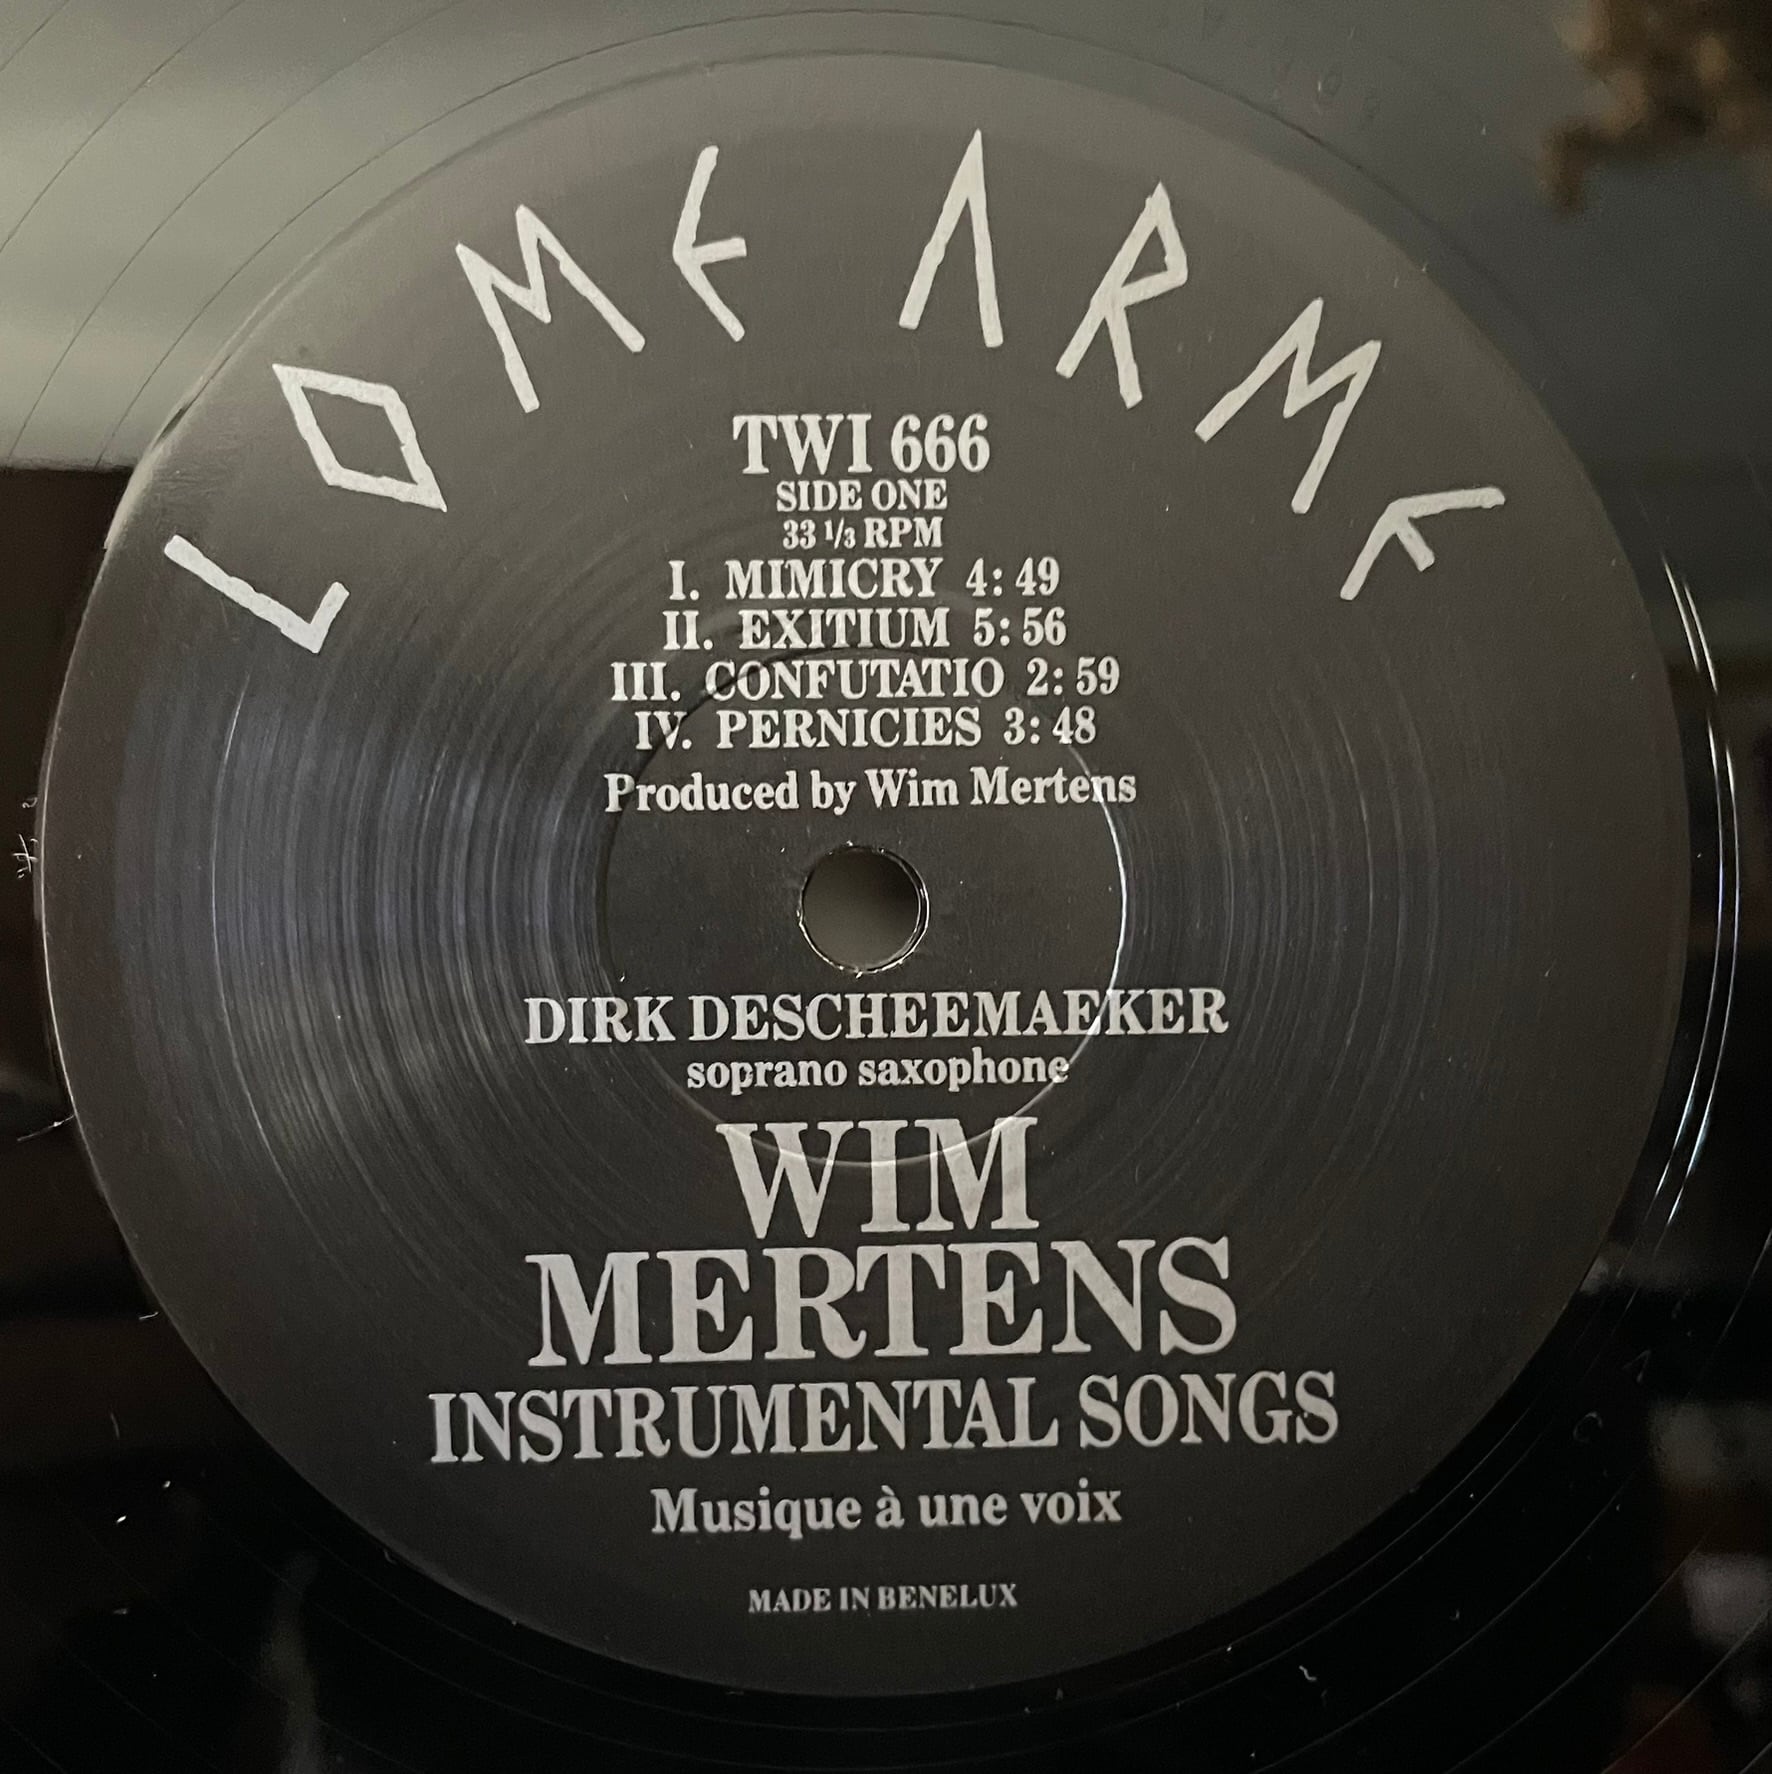 LOME ARME
TWI 666
SIDE ONE
33 1/3 RPM
I. MIMICRY 4:49
II. EXITIUM 5:56
III. CONFUTATIO 2:59
IV. PERNICIES 3:48
Produced by Wim Mertens
DIRK DESCHEEMAEKER
soprano saxophone
WIM
MERTENS
INSTRUMENTAL SONGS
Musique à une voix
MADE IN BENELUX